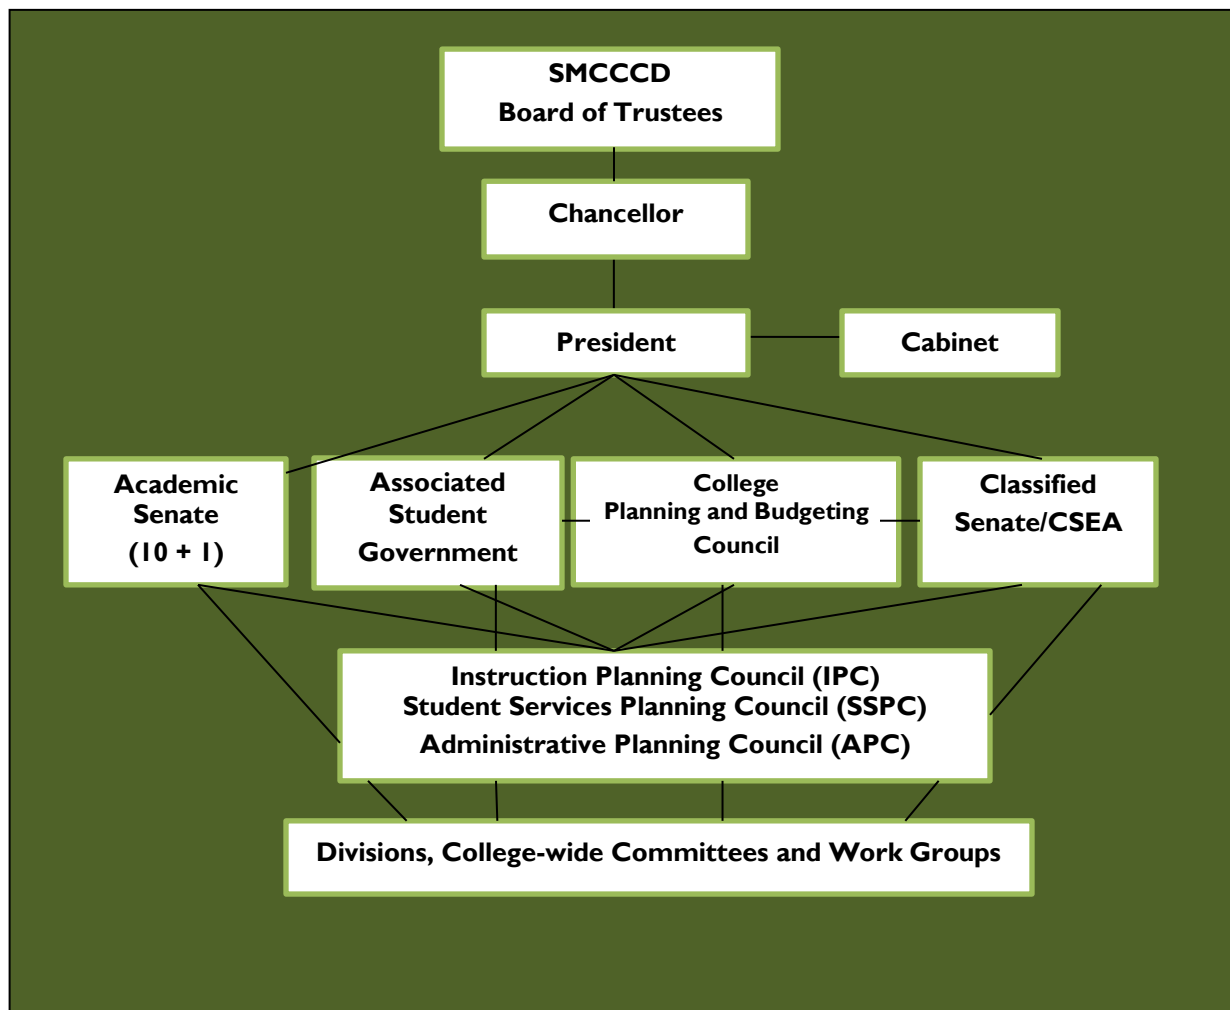 SMCCCD
Board of Trustees
Chancellor
President
Cabinet
Academic
Senate
(10 + 1)
Associated
Student
Government
College
Planning and Budgeting
Council
Classified
Senate/CSEA
Instruction Planning Council (IPC)
Student Services Planning Council (SSPC)
Administrative Planning Council (APC)
Divisions, College-wide Committees and Work Groups